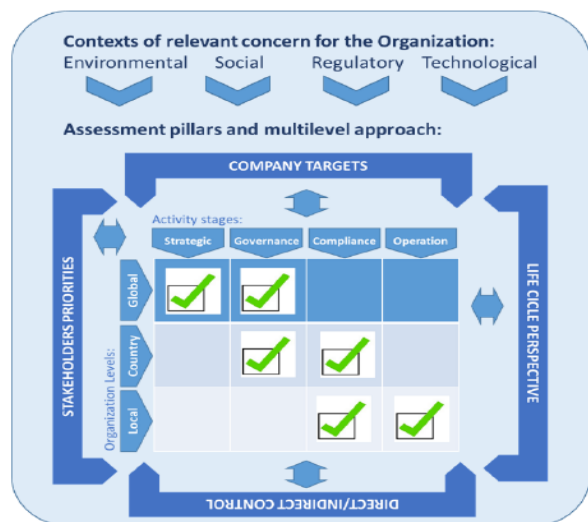 Contexts of relevant concern for the Organization:
Environmental Social Regulatory Technological
Assessment pillars and multilevel approach:
COMPANY TARGETS
Activity stages:
Strategic Governance Compliance Operation
STAKEHOLDERS PRIORITIES
Organization Levels:
Global
Country
Local
LIFE CICLE PERSPECTIVE
DIRECT/INDIRECT CONTROL